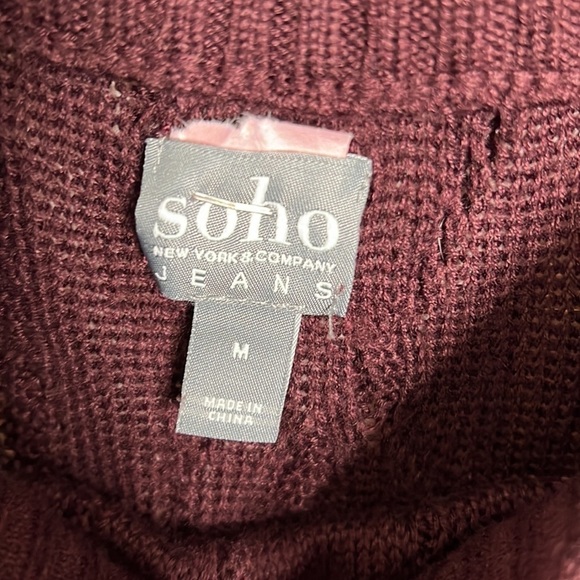 soho
NEW YORK & COMPANY
JEANS
M
MADE IN
CHINA